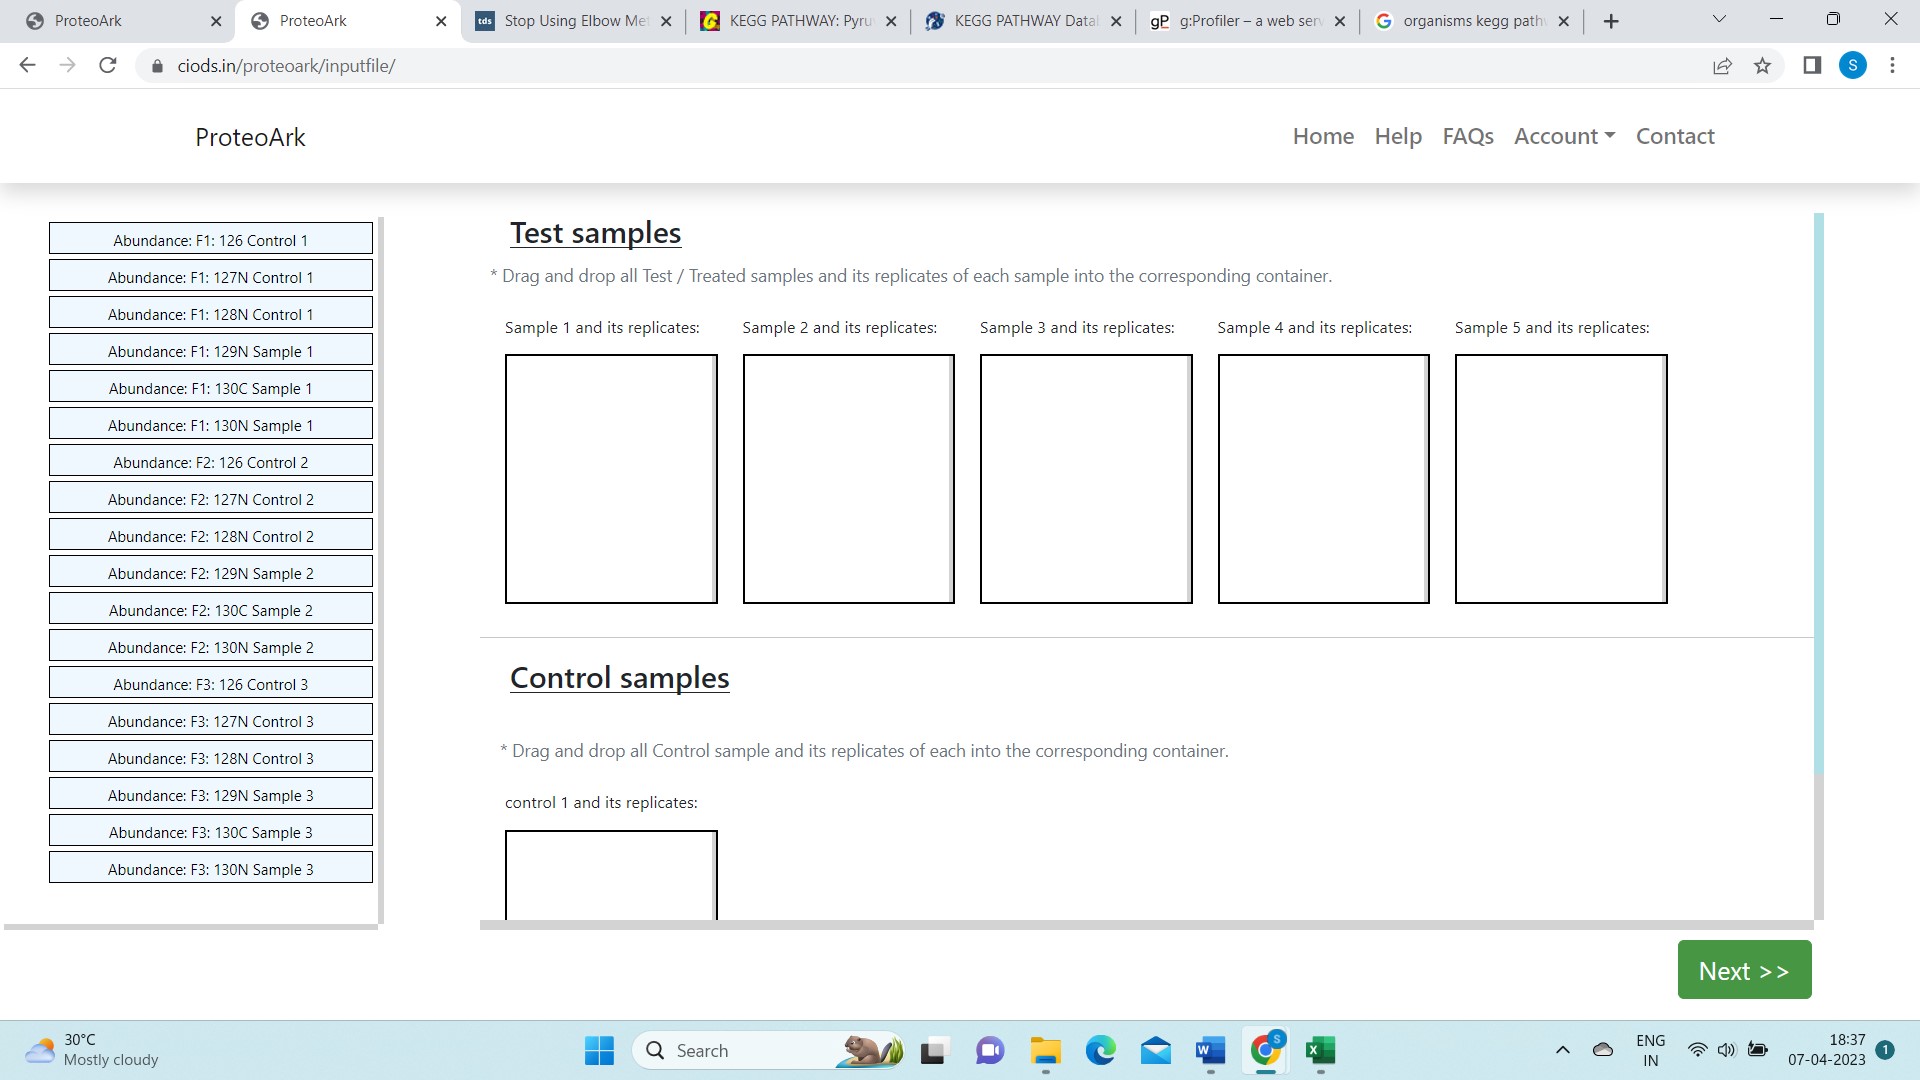 ProteoArk
ProteoArk
Stop Using Elbow Met
KEGG PATHWAY: Pyru
KEGG PATHWAY Datal
g:Profiler – a web serv
organisms kegg path
ciods.in/proteoark/inputfile/
S
ProteoArk
Home Help FAQs Account Contact
Abundance: F1: 126 Control 1
Abundance: F1: 127N Control 1
Abundance: F1: 128N Control 1
Abundance: F1: 129N Sample 1
Abundance: F1: 130C Sample 1
Abundance: F1: 130N Sample 1
Abundance: F2: 126 Control 2
Abundance: F2: 127N Control 2
Abundance: F2: 128N Control 2
Abundance: F2: 129N Sample 2
Abundance: F2: 130C Sample 2
Abundance: F2: 130N Sample 2
Abundance: F3: 126 Control 3
Abundance: F3: 127N Control 3
Abundance: F3: 128N Control 3
Abundance: F3: 129N Sample 3
Abundance: F3: 130C Sample 3
Abundance: F3: 130N Sample 3
Test samples
* Drag and drop all Test / Treated samples and its replicates of each sample into the corresponding container.
Sample 1 and its replicates:
Sample 2 and its replicates:
Sample 3 and its replicates:
Sample 4 and its replicates:
Sample 5 and its replicates:
Control samples
* Drag and drop all Control sample and its replicates of each into the corresponding container.
control 1 and its replicates:
Next >>
30°C
Mostly cloudy
Search
ENG
IN
18:37
07-04-2023
1